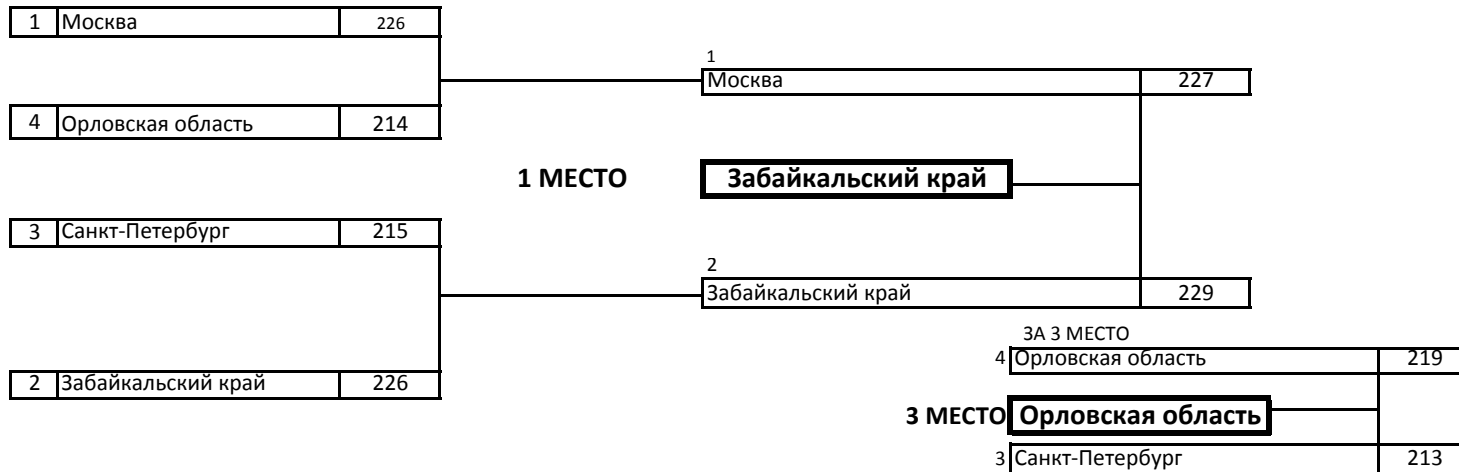 1 Москва 226
1
Москва 227
4 Орловская область 214
1 МЕСТО Забайкальский край
3 Санкт-Петербург 215
2
Забайкальский край 229
ЗА 3 МЕСТО
4 Орловская область 219
2 Забайкальский край 226
3 МЕСТО Орловская область
3 Санкт-Петербург 213